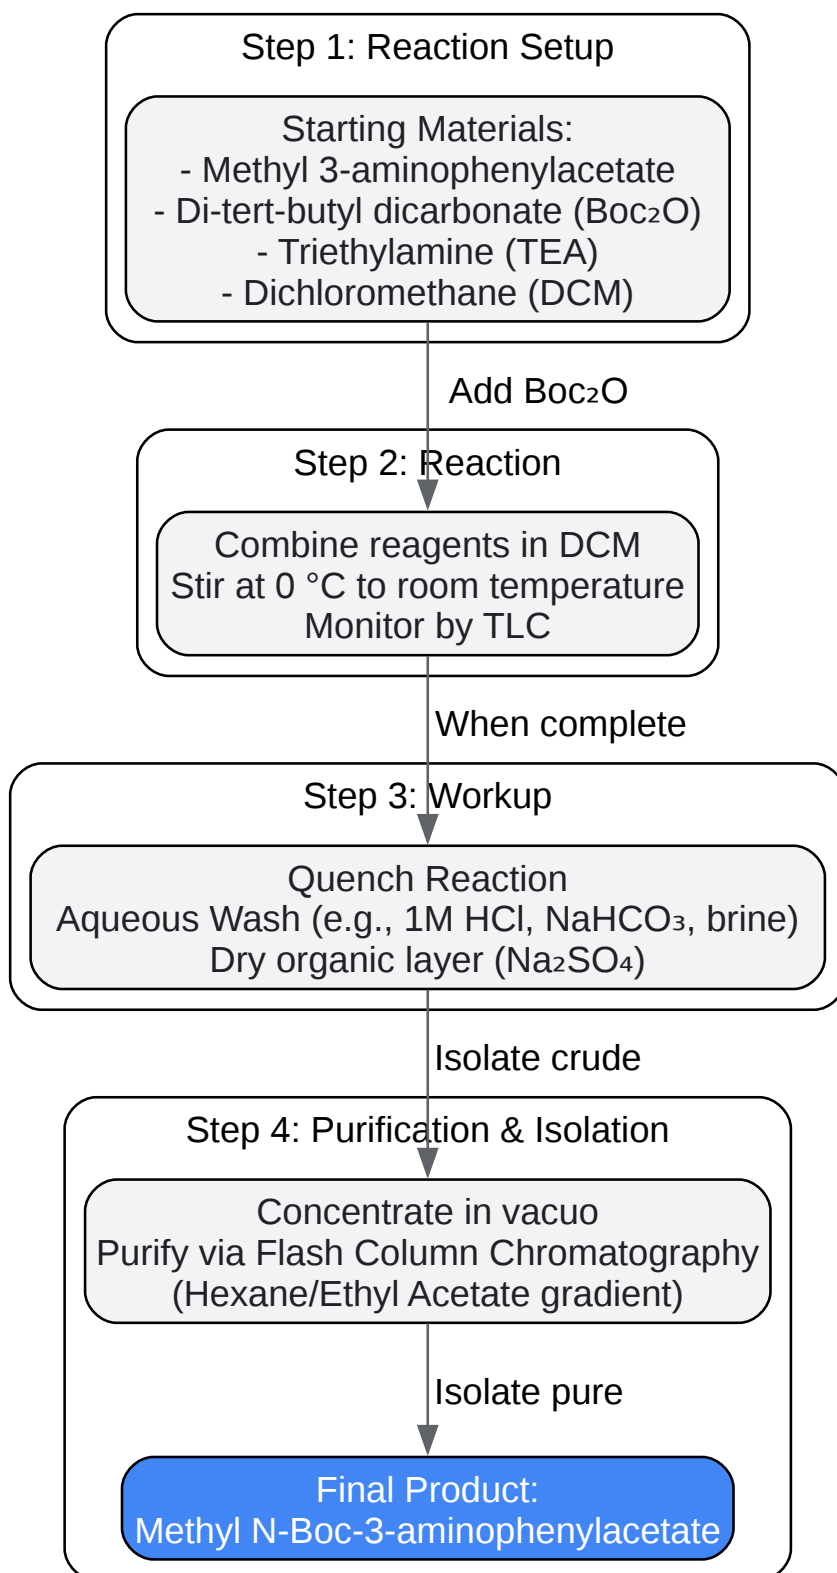 Step 1: Reaction Setup
Starting Materials:
- Methyl 3-aminophenylacetate
- Di-tert-butyl dicarbonate (Boc₂O)
- Triethylamine (TEA)
- Dichloromethane (DCM)
Add Boc₂O
Step 2: Reaction
Combine reagents in DCM
Stir at 0 °C to room temperature
Monitor by TLC
When complete
Step 3: Workup
Quench Reaction
Aqueous Wash (e.g., 1M HCl, NaHCO₃, brine)
Dry organic layer (Na₂SO₄)
Isolate crude
Step 4: Purification & Isolation
Concentrate in vacuo
Purify via Flash Column Chromatography
(Hexane/Ethyl Acetate gradient)
Isolate pure
Final Product:
Methyl N-Boc-3-aminophenylacetate